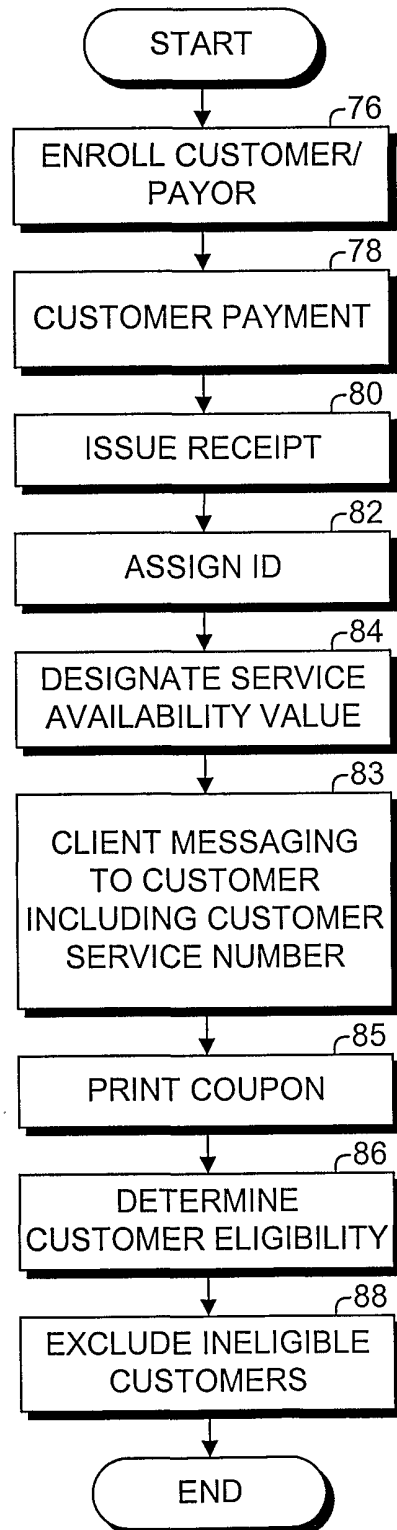 START
76
ENROLL CUSTOMER/
PAYOR
78
CUSTOMER PAYMENT
80
ISSUE RECEIPT
82
ASSIGN ID
84
DESIGNATE SERVICE
AVAILABILITY VALUE
83
CLIENT MESSAGING
TO CUSTOMER
INCLUDING CUSTOMER
SERVICE NUMBER
85
PRINT COUPON
86
DETERMINE
CUSTOMER ELIGIBILITY
88
EXCLUDE INELIGIBLE
CUSTOMERS
END